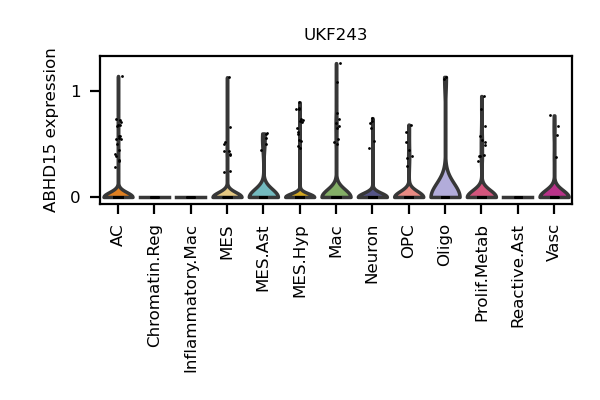 UKF243
ABHD15 expression
1
0
AC
Chromatin.Reg
Inflammatory.Mac
MES
MES.Ast
MES.Hyp
Mac
Neuron
OPC
Oligo
Prolif.Metab
Reactive.Ast
Vasc